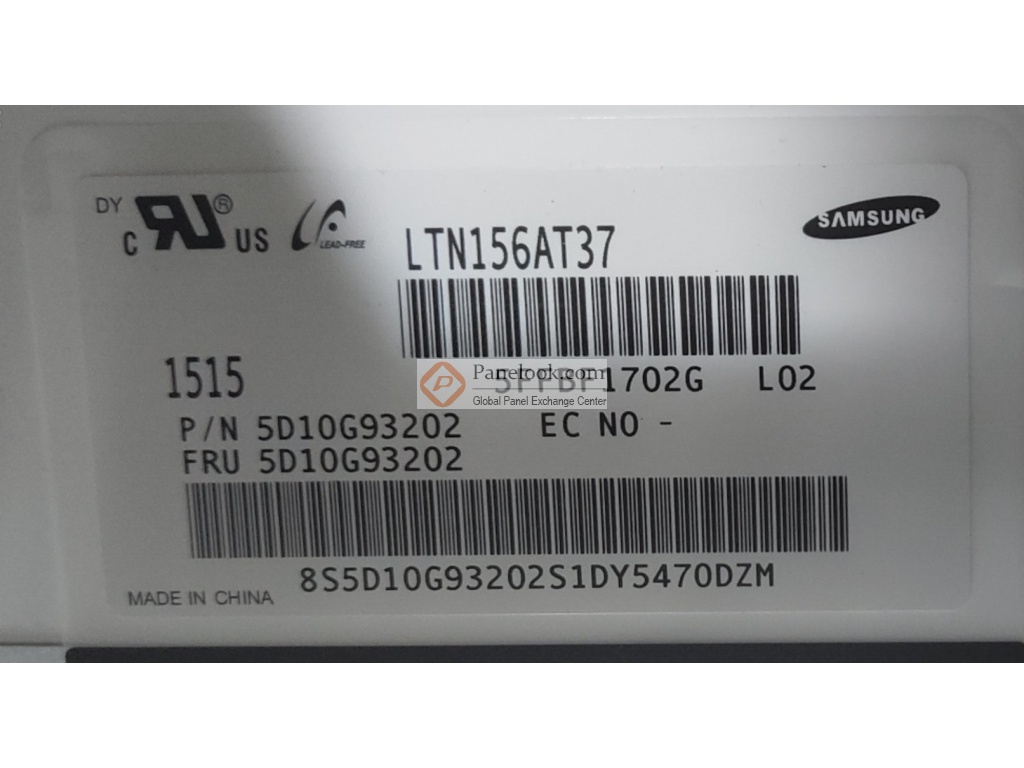 DY
C RU ® US
LEAD-FREE
SAMSUNG
LTN156AT37
1515
Panelook.com
Global Panel Exchange Center
1702G L02
P/N 5D10G93202 EC NO -
FRU 5D10G93202
8S5D10G93202S1DY5470DZM
MADE IN CHINA